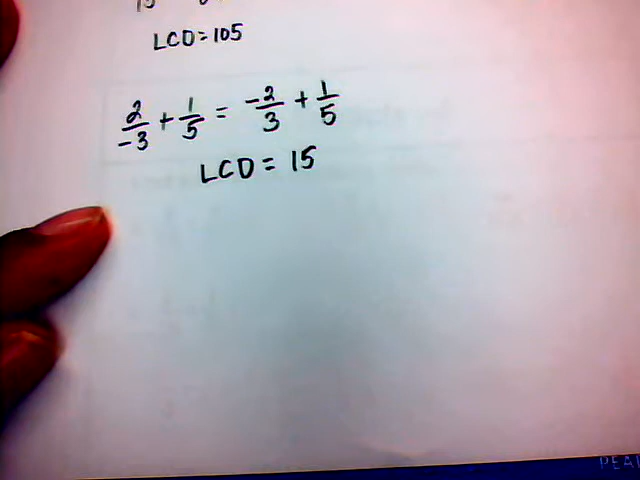 LCD=105
2/-3 + 1/5 = -2/3 + 1/5
LCD = 15